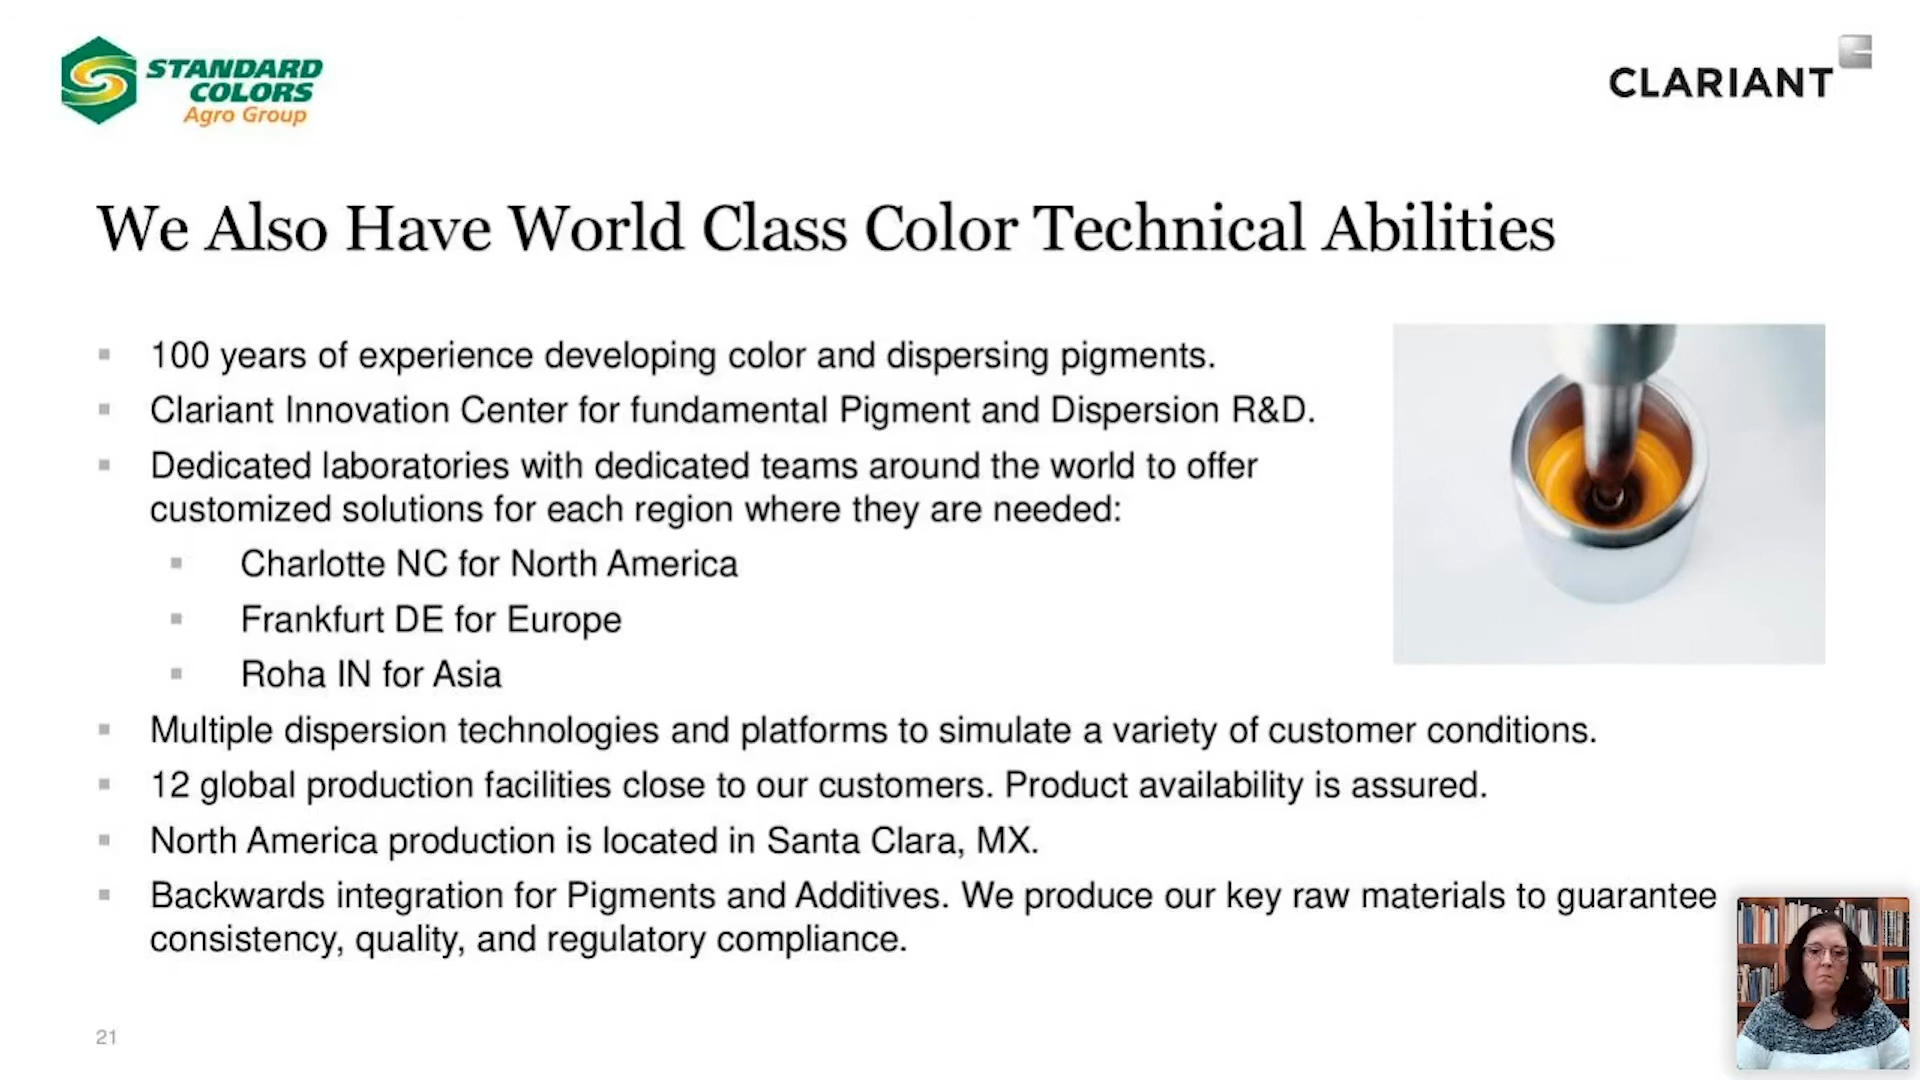 STANDARD
COLORS
Agro Group
CLARIANT
We Also Have World Class Color Technical Abilities
100 years of experience developing color and dispersing pigments.
Clariant Innovation Center for fundamental Pigment and Dispersion R&D.
Dedicated laboratories with dedicated teams around the world to offer
customized solutions for each region where they are needed:
Charlotte NC for North America
Frankfurt DE for Europe
Roha IN for Asia
Multiple dispersion technologies and platforms to simulate a variety of customer conditions.
12 global production facilities close to our customers. Product availability is assured.
North America production is located in Santa Clara, MX.
Backwards integration for Pigments and Additives. We produce our key raw materials to guarantee
consistency, quality, and regulatory compliance.
21